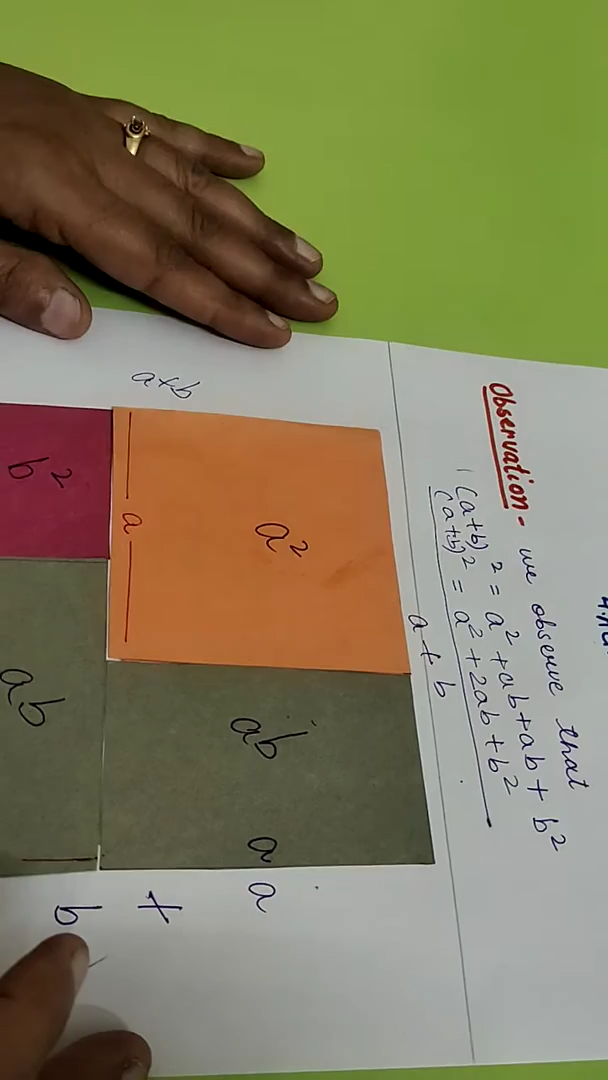 Observation - we observe that
(a+b)² = a² + ab + ab + b²
(a+b)² = a² + 2ab + b²
a + b
a+b
a²
a
b²
ab
a
a
ab
+
b